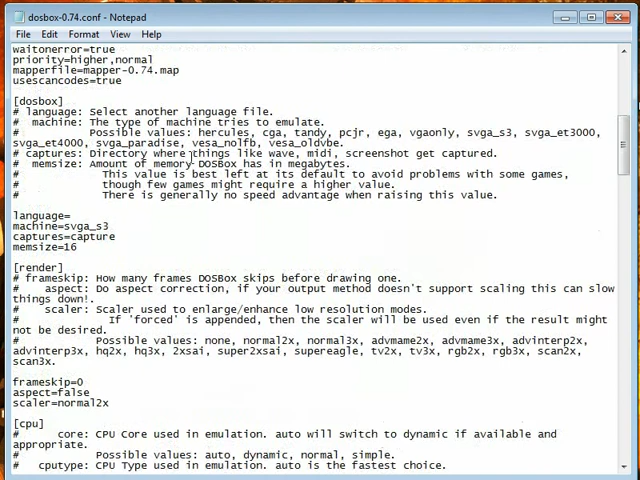 dosbox-0.74.conf - Notepad
File Edit Format View Help
waitonerror=true
priority=higher,normal
mapperfile=mapper-0.74.map
usescancodes=true
[dosbox]
# language: Select another language file.
# machine: The type of machine tries to emulate.
# Possible values: hercules, cga, tandy, pcjr, ega, vgaonly, svga_s3, svga_et3000,
svga_et4000, svga_paradise, vesa_nolfb, vesa_oldvbe.
# captures: Directory where things like wave, midi, screenshot get captured.
# memsize: Amount of memory DOSBox has in megabytes.
# This value is best left at its default to avoid problems with some games,
# though few games might require a higher value.
# There is generally no speed advantage when raising this value.
language=
machine=svga_s3
captures=capture
memsize=16
[render]
# frameskip: How many frames DOSBox skips before drawing one.
# aspect: Do aspect correction, if your output method doesn't support scaling this can slow
things down!.
# scaler: Scaler used to enlarge/enhance low resolution modes.
# If 'forced' is appended, then the scaler will be used even if the result might
not be desired.
# Possible values: none, normal2x, normal3x, advmame2x, advmame3x, advinterp2x,
advinterp3x, hq2x, hq3x, 2xsai, super2xsai, supereagle, tv2x, tv3x, rgb2x, rgb3x, scan2x,
scan3x.
frameskip=0
aspect=false
scaler=normal2x
[cpu]
# core: CPU Core used in emulation. auto will switch to dynamic if available and
appropriate.
# Possible values: auto, dynamic, normal, simple.
# cputype: CPU Type used in emulation. auto is the fastest choice.